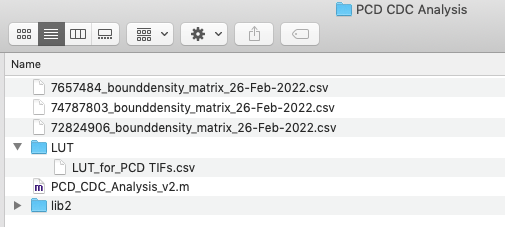 PCD CDC Analysis
Name
7657484_bounddensity_matrix_26-Feb-2022.csv
74787803_bounddensity_matrix_26-Feb-2022.csv
72824906_bounddensity_matrix_26-Feb-2022.csv
LUT
LUT_for_PCD TIFs.csv
PCD_CDC_Analysis_v2.m
lib2